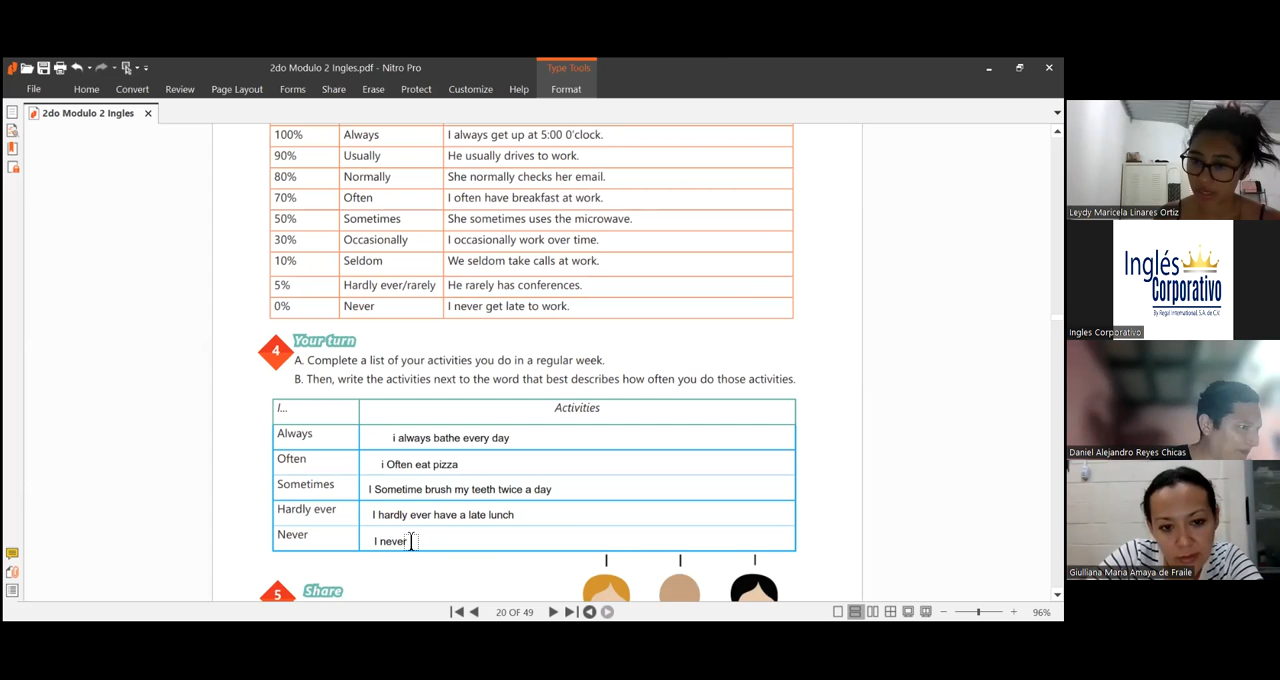 2do Modulo 2 Ingles.pdf - Nitro Pro
Type Tools
File Home Convert Review Page Layout Forms Share Erase Protect Customize Help Format
2do Modulo 2 Ingles
100% Always I always get up at 5:00 0'clock.
90% Usually He usually drives to work.
80% Normally She normally checks her email.
70% Often I often have breakfast at work.
50% Sometimes She sometimes uses the microwave.
30% Occasionally I occasionally work over time.
10% Seldom We seldom take calls at work.
5% Hardly ever/rarely He rarely has conferences.
0% Never I never get late to work.
4 Your turn
A. Complete a list of your activities you do in a regular week.
B. Then, write the activities next to the word that best describes how often you do those activities.
I... Activities
Always i always bathe every day
Often i Often eat pizza
Sometimes I Sometime brush my teeth twice a day
Hardly ever I hardly ever have a late lunch
Never I never
5 Share
20 OF 49
96%
Leydy Maricela Linares Ortiz
Inglés
Corporativo
By Regal International, S.A. de C.V.
Ingles Corporativo
Daniel Alejandro Reyes Chicas
Giulliana Maria Amaya de Fraile